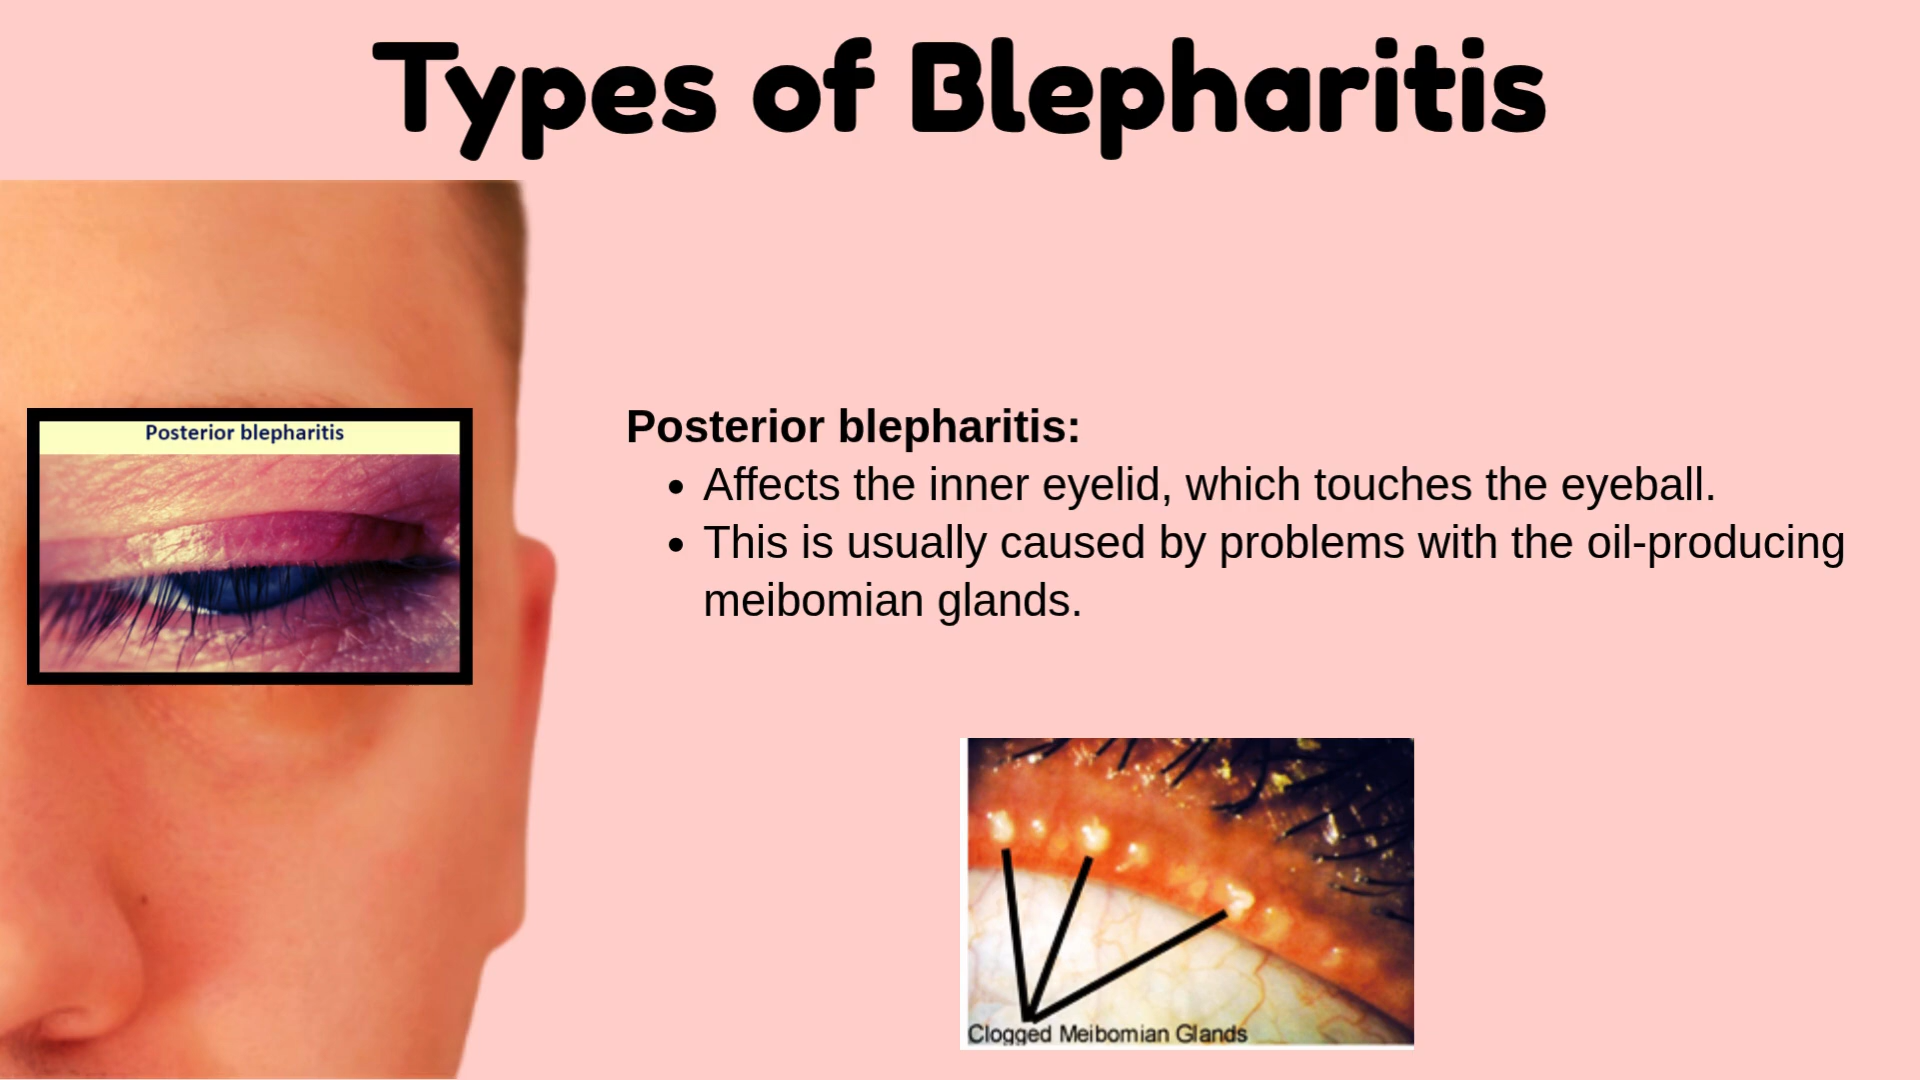 Types of Blepharitis
Posterior blepharitis
Posterior blepharitis:
• Affects the inner eyelid, which touches the eyeball.
• This is usually caused by problems with the oil-producing
meibomian glands.
Clogged Meibomian Glands